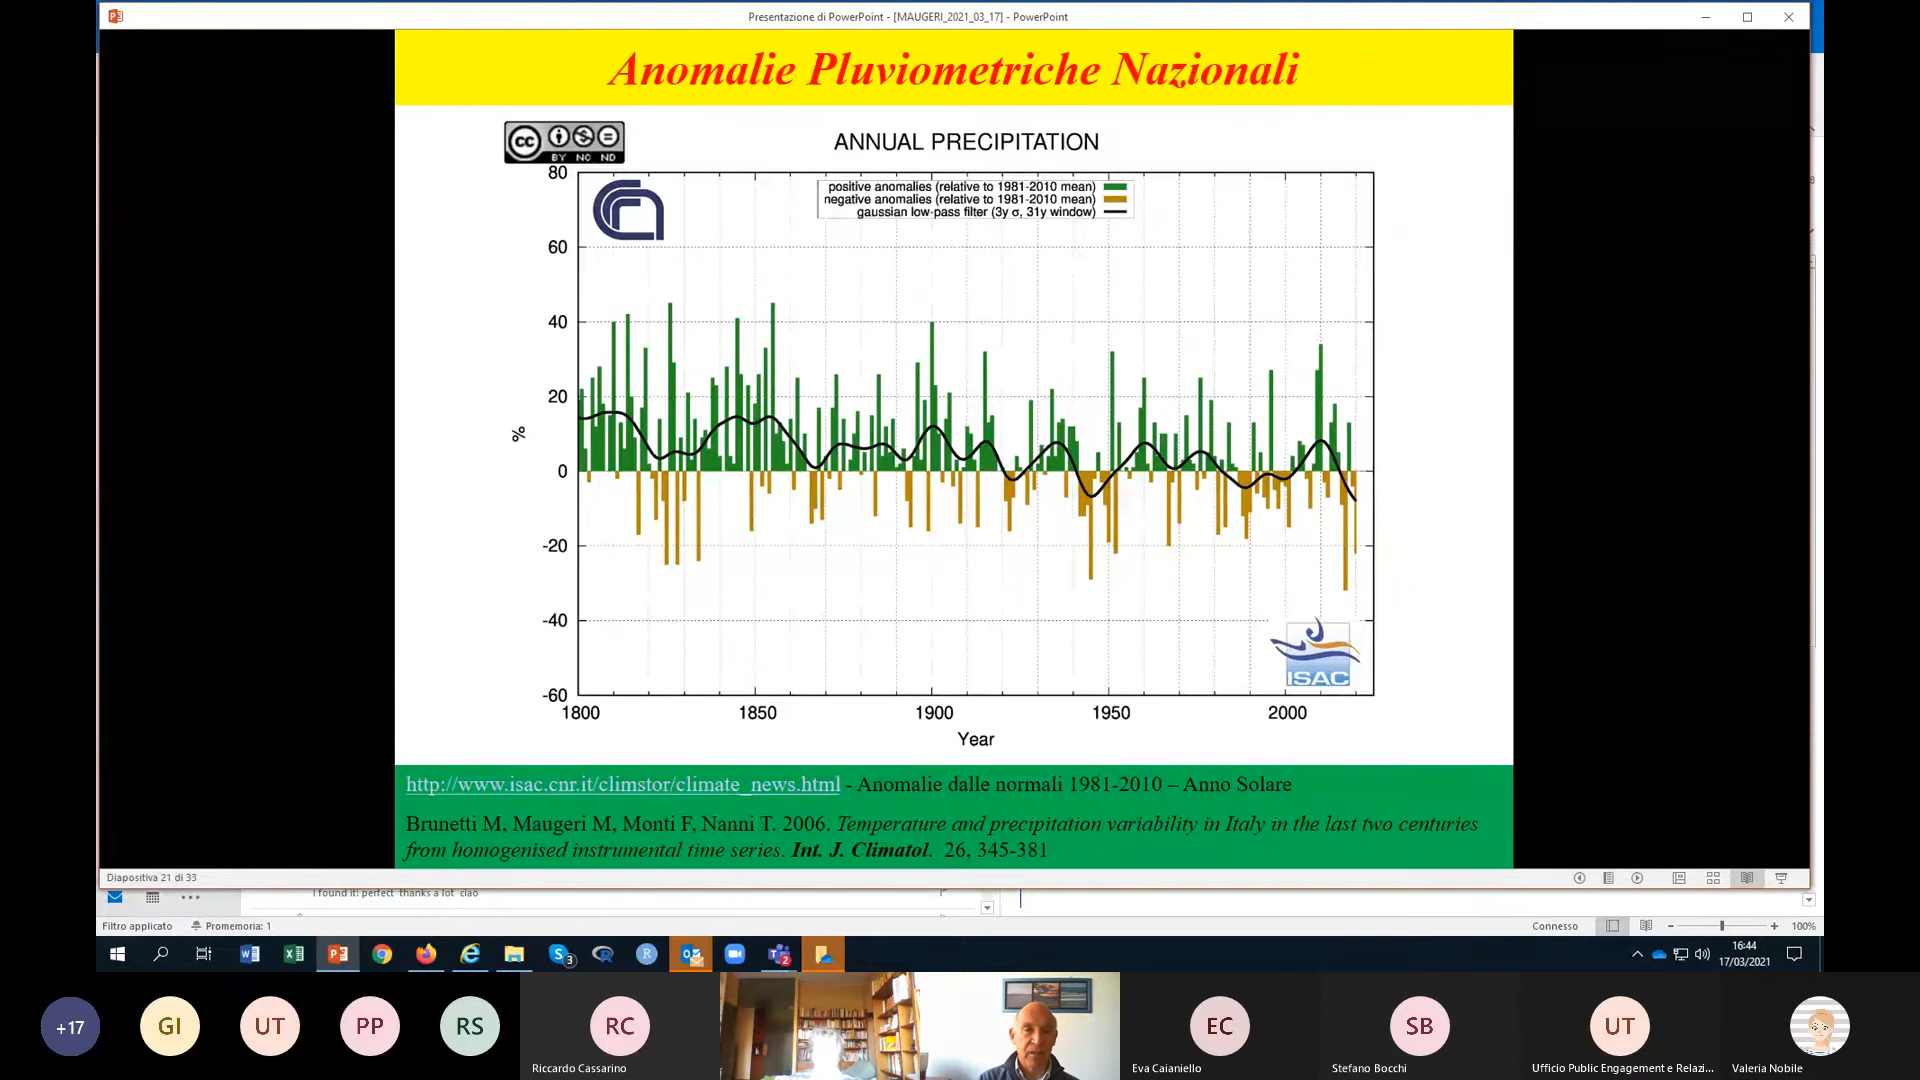 Presentazione di PowerPoint - [MAUGERI_2021_03_17] - PowerPoint
Anomalie Pluviometriche Nazionali
cc
BY NC ND
ANNUAL PRECIPITATION
positive anomalies (relative to 1981-2010 mean)
negative anomalies (relative to 1981-2010 mean)
gaussian low-pass filter (3y σ, 31y window)
80
60
40
20
0
-20
-40
-60
%
ISAC
1800 1850 1900 1950 2000
Year
http://www.isac.cnr.it/climstor/climate_news.html - Anomalie dalle normali 1981-2010 – Anno Solare
Brunetti M, Maugeri M, Monti F, Nanni T. 2006. Temperature and precipitation variability in Italy in the last two centuries
from homogenised instrumental time series. Int. J. Climatol. 26, 345-381
Diapositiva 21 di 33
I found it! perfect thanks a lot ciao
Filtro applicato Promemoria: 1 Connesso 100%
3
2
16:44
17/03/2021
+17 GI UT PP RS RC EC SB UT
Riccardo Cassarino Eva Caianiello Stefano Bocchi Ufficio Public Engagement e Relazi... Valeria Nobile